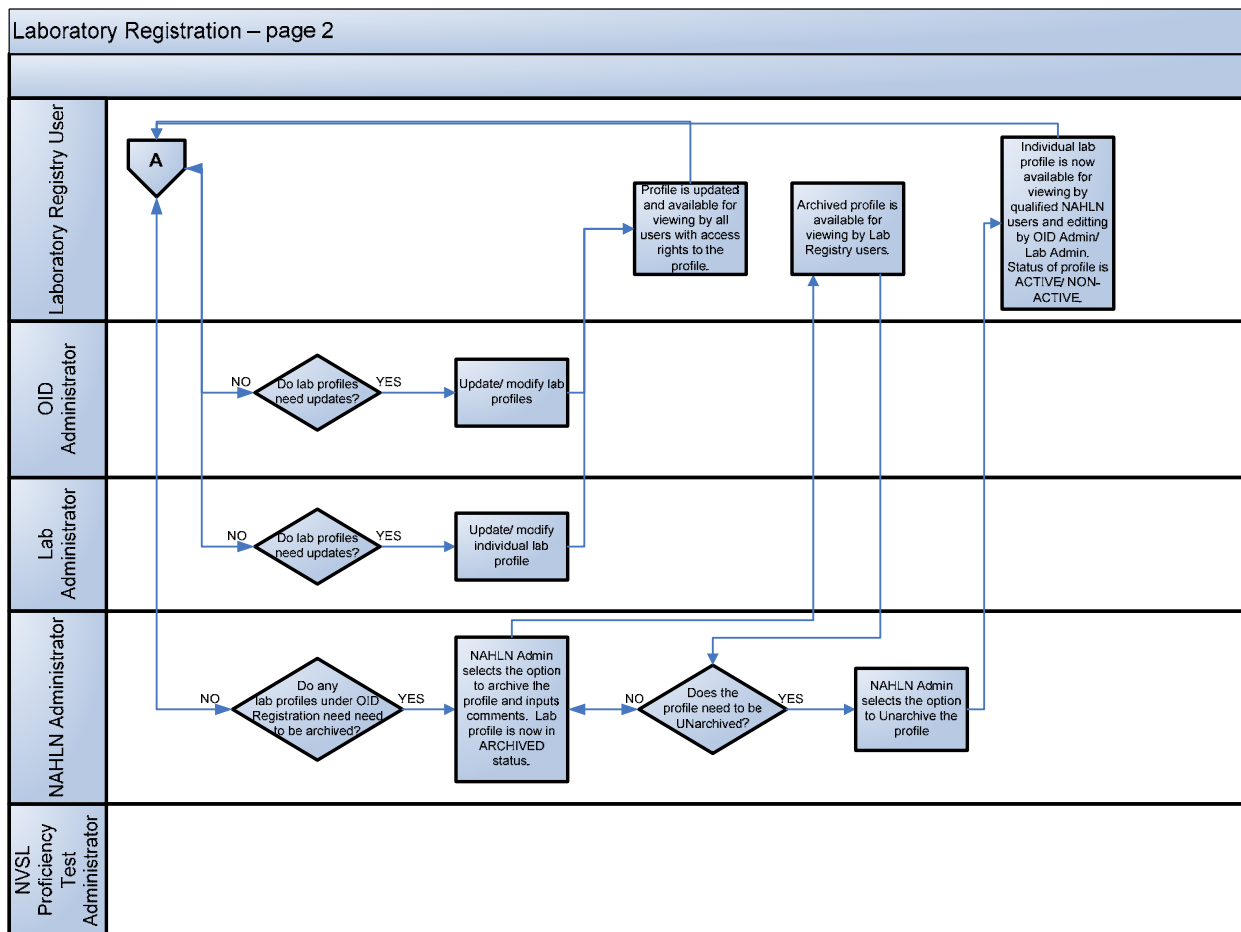 Laboratory Registration – page 2
Laboratory Registry User
A
Profile is updated
and available for
viewing by all
users with access
rights to the
profile.
Archived profile is
available for
viewing by Lab
Registry users.
Individual lab
profile is now
available for
viewing by
qualified NAHLN
users and editting
by OID Admin/
Lab Admin.
Status of profile is
ACTIVE/ NON-
ACTIVE.
OID
Administrator
NO
Do lab profiles
need updates?
YES
Update/ modify lab
profiles
Lab
Administrator
NO
Do lab profiles
need updates?
YES
Update/ modify
individual lab
profile
NAHLN Administrator
NO
Do any
lab profiles under OID
Registration need need
to be archived?
YES
NAHLN Admin
selects the option
to archive the
profile and inputs
comments. Lab
profile is now in
ARCHIVED
status.
NO
Does the
profile need to be
UNarchived?
YES
NAHLN Admin
selects the option
to Unarchive the
profile
NVSL
Proficiency
Test
Administrator